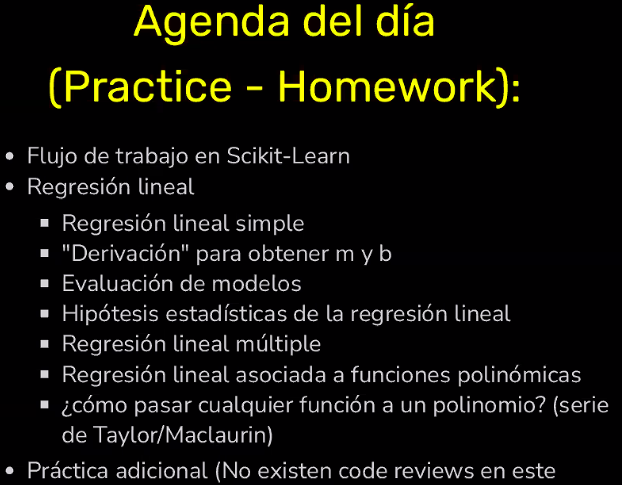 Agenda del día
(Practice - Homework):
Flujo de trabajo en Scikit-Learn
Regresión lineal
Regresión lineal simple
"Derivación" para obtener m y b
Evaluación de modelos
Hipótesis estadísticas de la regresión lineal
Regresión lineal múltiple
Regresión lineal asociada a funciones polinómicas
¿cómo pasar cualquier función a un polinomio? (serie
de Taylor/Maclaurin)
Práctica adicional (No existen code reviews en este